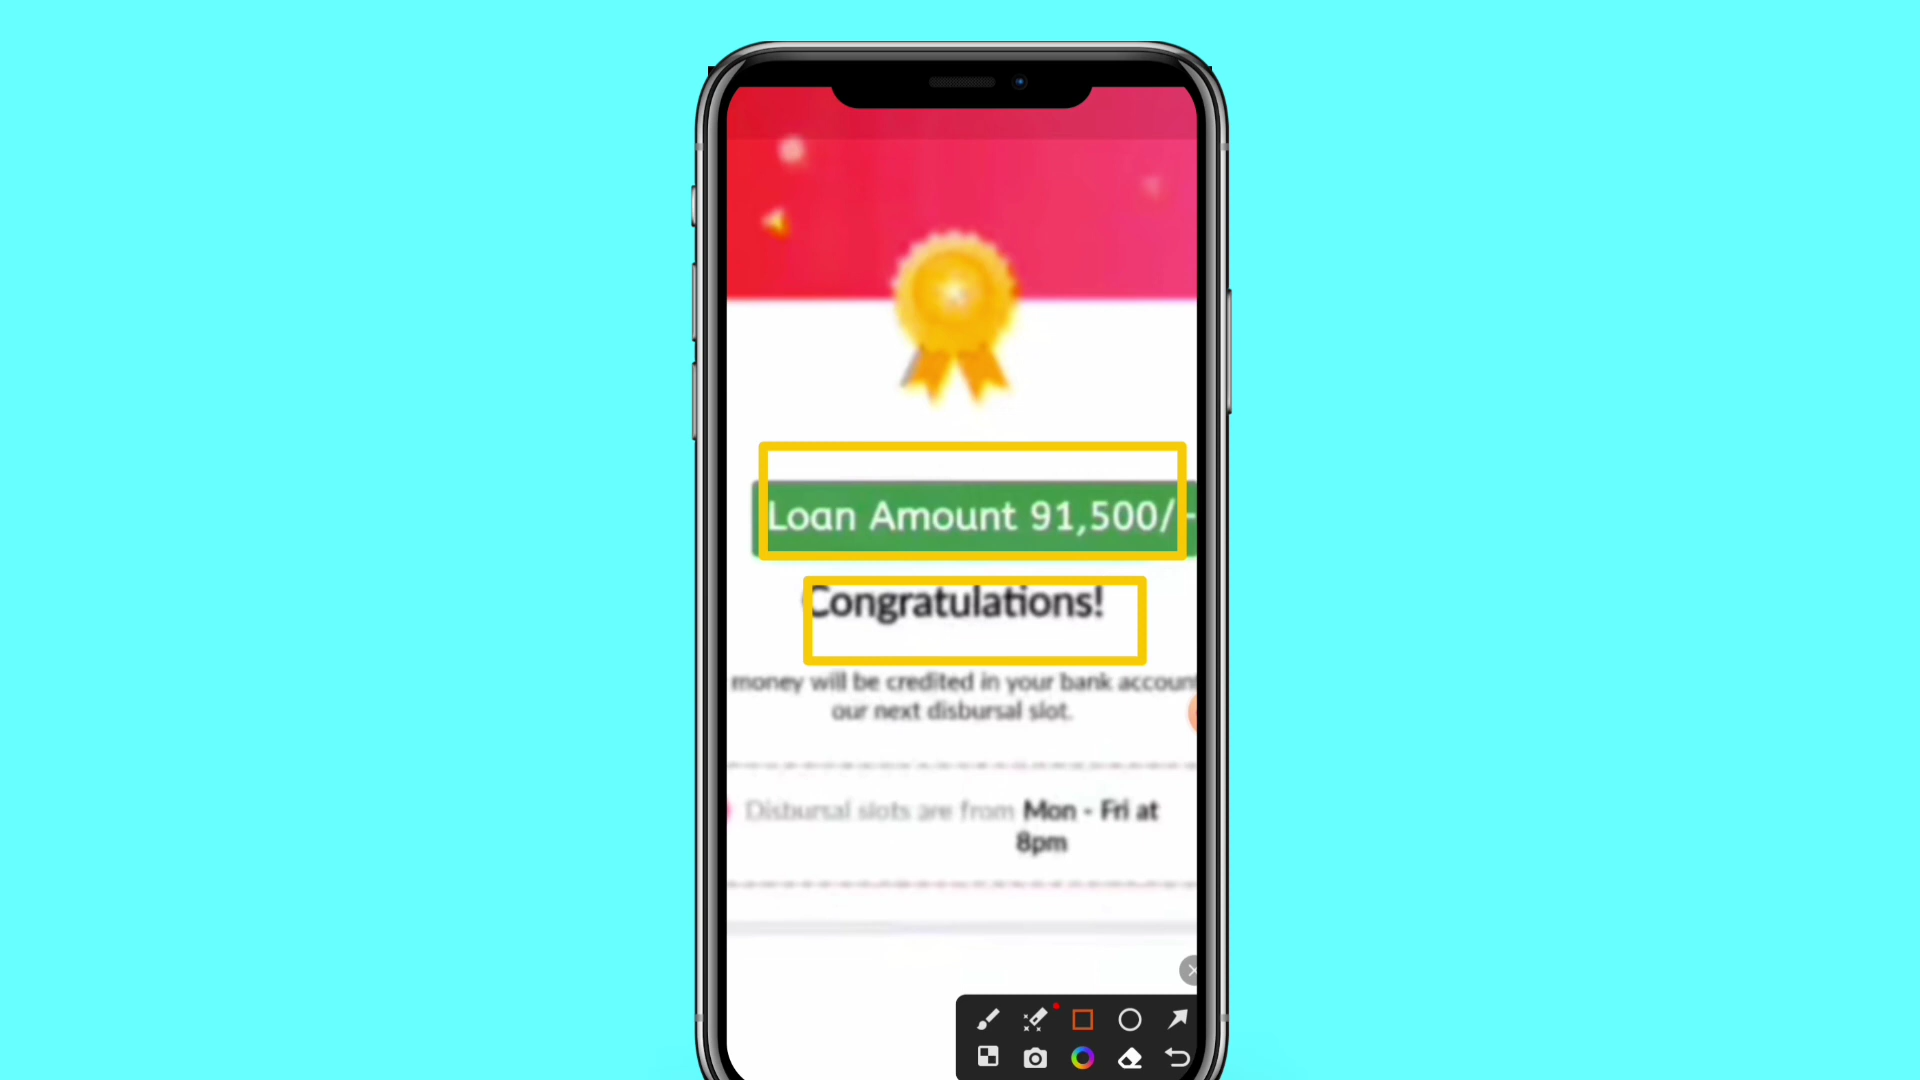 Loan Amount 91,500/-
Congratulations!
money will be credited in your bank account
our next disbursal slot.
Disbursal slots are from Mon - Fri at
8pm